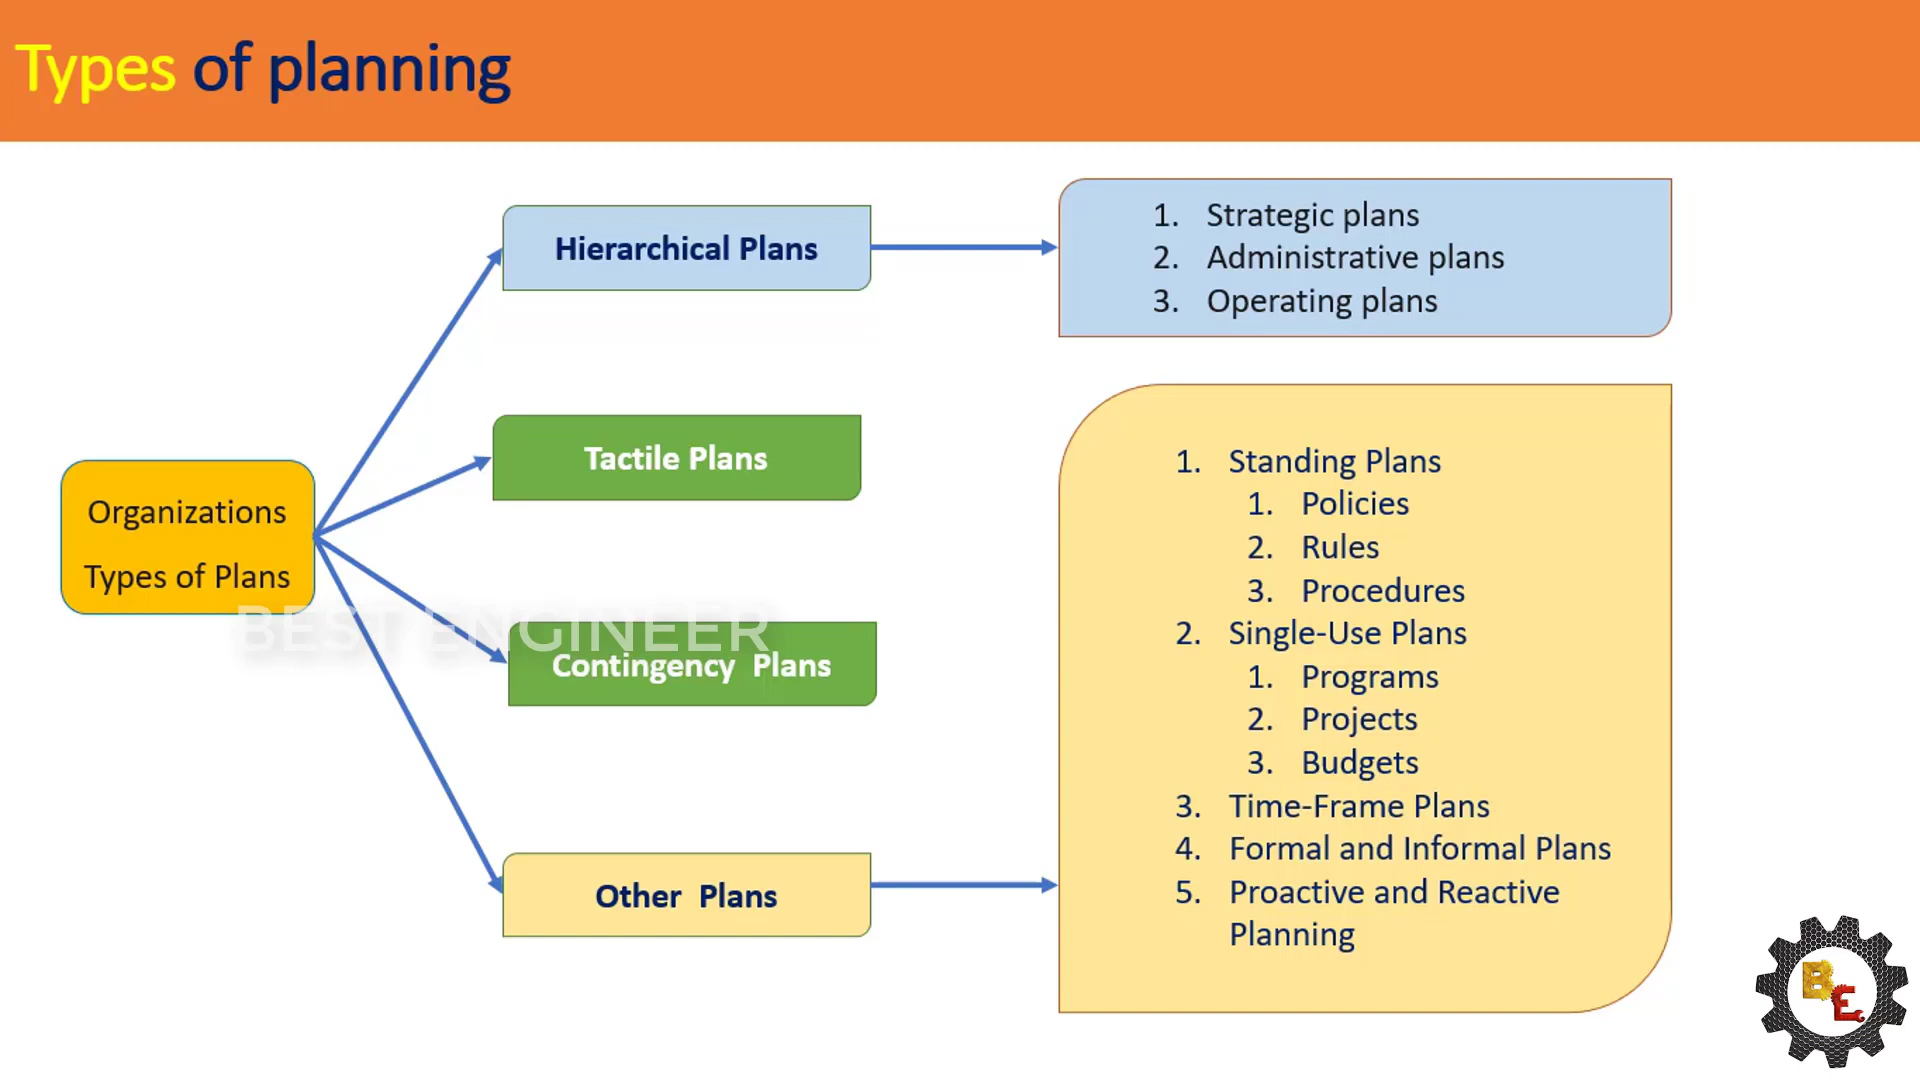 Types of planning
Hierarchical Plans
1. Strategic plans
2. Administrative plans
3. Operating plans
Tactile Plans
Organizations
Types of Plans
BEST ENGINEER
Contingency Plans
Other Plans
1. Standing Plans
1. Policies
2. Rules
3. Procedures
2. Single-Use Plans
1. Programs
2. Projects
3. Budgets
3. Time-Frame Plans
4. Formal and Informal Plans
5. Proactive and Reactive
Planning
BE